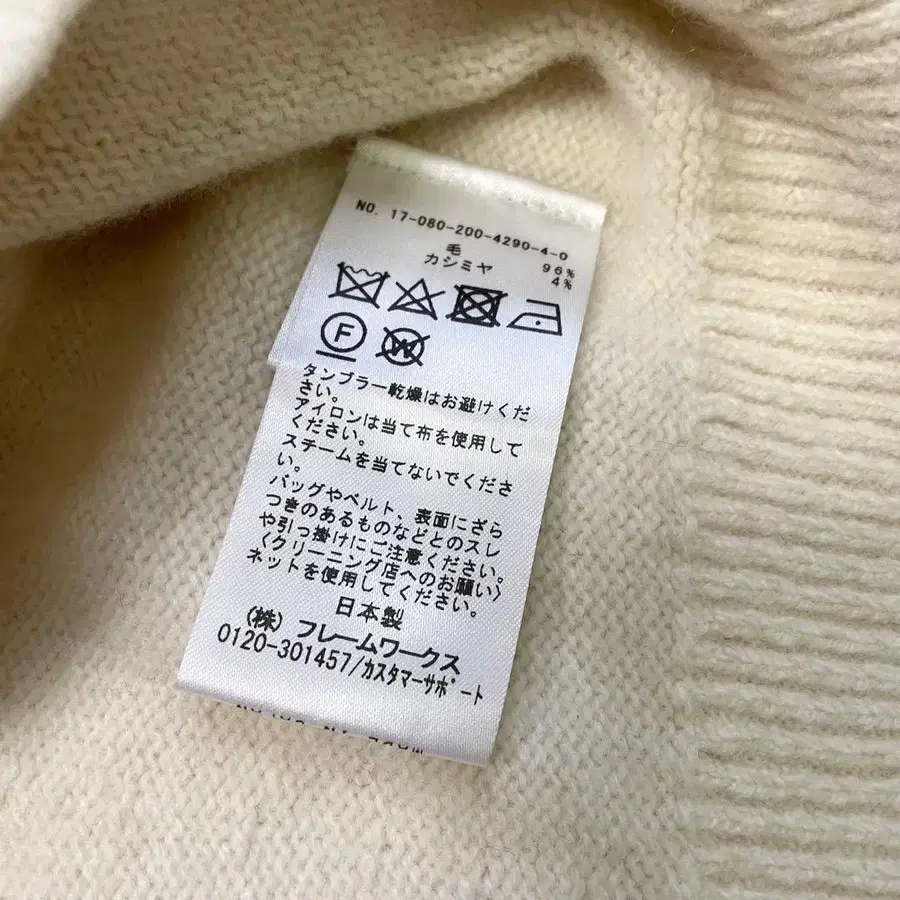 NO. 17-080-200-4290-4-0
毛 96%
カシミヤ 4%
F
W
タンブラー乾燥はお避けくだ
さい。
アイロンは当て布を使用して
ください。
スチームを当てないでくださ
い。
バッグやベルト、表面にざら
つきのあるものなどとのスレ
や引っ掛けにご注意ください。
〈クリーニング店へのお願い〉
ネットを使用してください。
日本製
(株) フレームワークス
0120-301457/カスタマーサポート